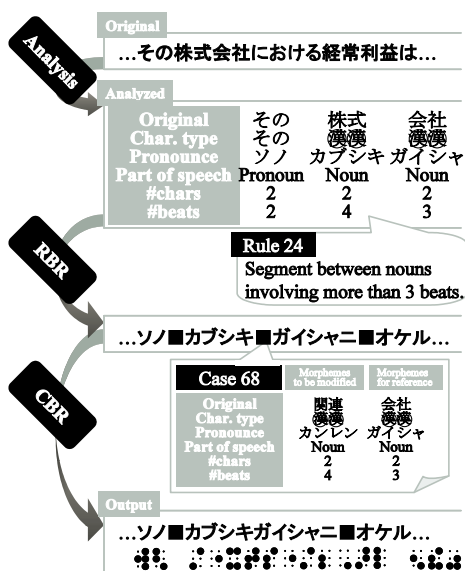 Original
Analysis
…その株式会社における経常利益は…
Analyzed
Original その 株式 会社
Char. type その 漢漢 漢漢
Pronounce ソノ カブシキ ガイシャ
Part of speech Pronoun Noun Noun
#chars 2 2 2
#beats 2 4 3
Rule 24
Segment between nouns
involving more than 3 beats.
RBR
…ソノ■カブシキ■ガイシャニ■オケル…
Case 68
Morphemes to be modified
Morphemes for reference
Original 関連 会社
Char. type 漢漢 漢漢
Pronounce カンレン ガイシャ
Part of speech Noun Noun
#chars 2 2
#beats 4 3
CBR
Output
…ソノ■カブシキガイシャニ■オケル…